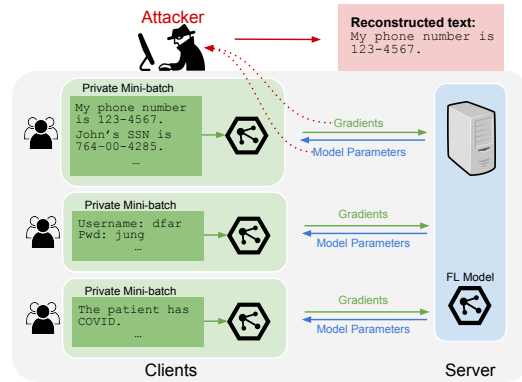 Attacker
Reconstructed text:
My phone number is
123-4567.
Private Mini-batch
My phone number
is 123-4567.
John's SSN is
764-00-4285.
…
Gradients
Model Parameters
Private Mini-batch
Username: dfar
Pwd: jung
…
Gradients
Model Parameters
FL Model
Private Mini-batch
The patient has
COVID.
…
Gradients
Model Parameters
Clients
Server